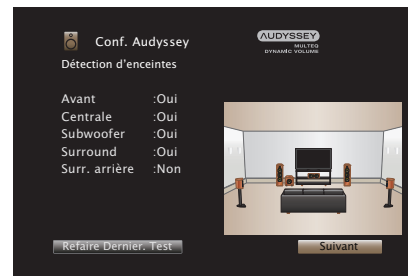 Conf. Audyssey
AUDYSSEY
MULTEQ
DYNAMIC VOLUME
Détection d'enceintes
Avant :Oui
Centrale :Oui
Subwoofer :Oui
Surround :Oui
Surr. arrière :Non
Refaire Dernier. Test
Suivant